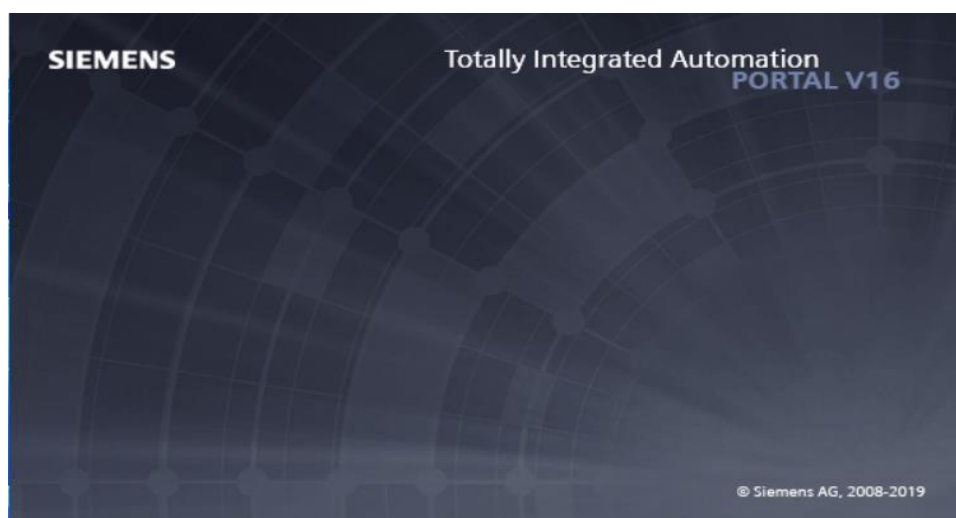 SIEMENS
Totally Integrated Automation
PORTAL V16
© Siemens AG, 2008-2019